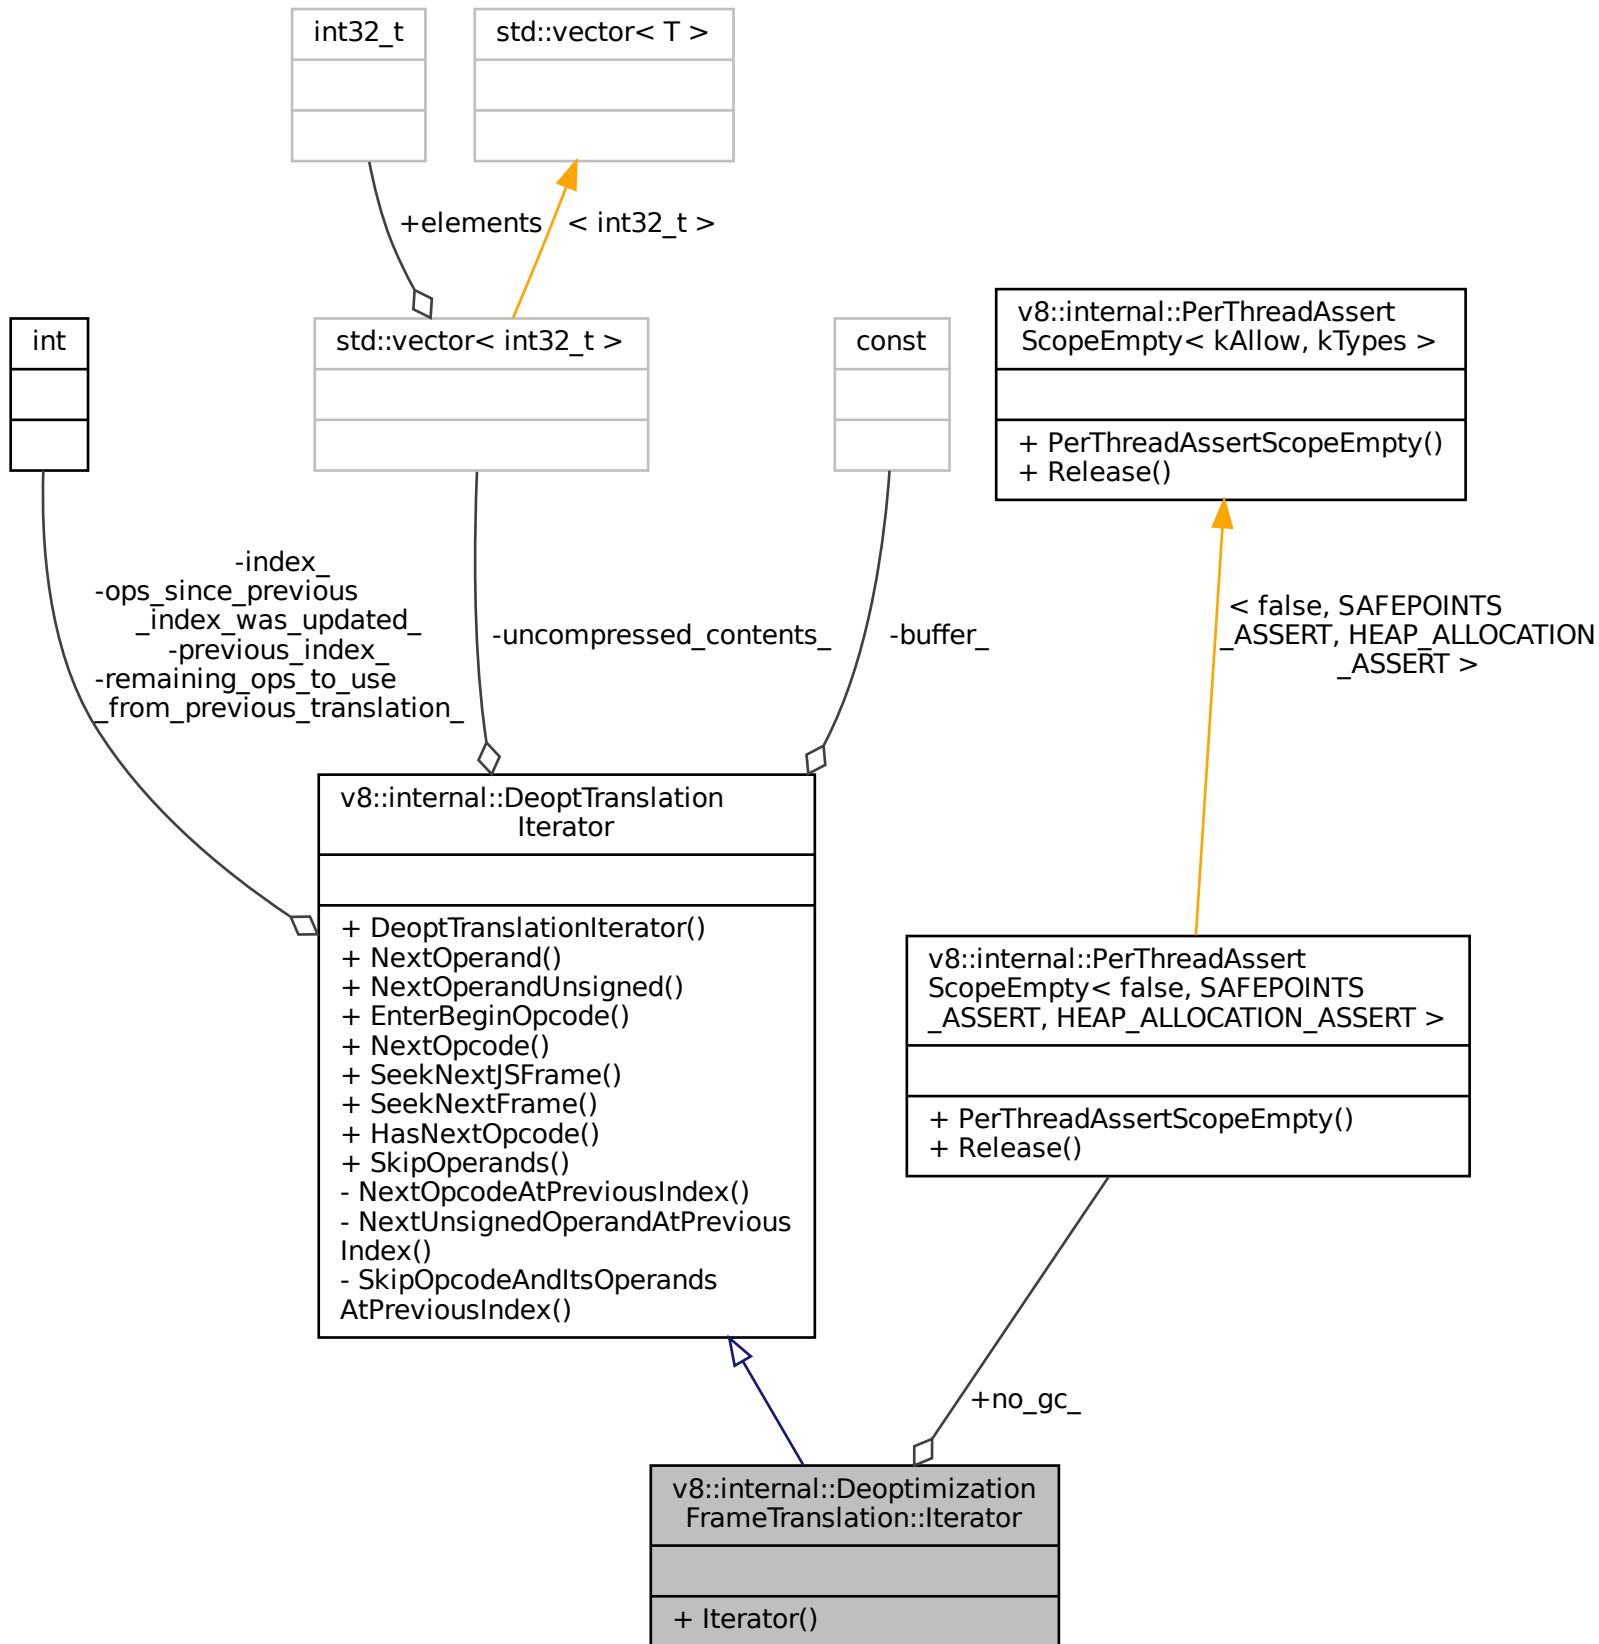 int32_t
std::vector< T >
+elements
< int32_t >
int
std::vector< int32_t >
const
v8::internal::PerThreadAssert
ScopeEmpty< kAllow, kTypes >
+ PerThreadAssertScopeEmpty()
+ Release()
-index_
-ops_since_previous
_index_was_updated_
-previous_index_
-remaining_ops_to_use
_from_previous_translation_
-uncompressed_contents_
-buffer_
< false, SAFEPOINTS
_ASSERT, HEAP_ALLOCATION
_ASSERT >
v8::internal::DeoptTranslation
Iterator
+ DeoptTranslationIterator()
+ NextOperand()
+ NextOperandUnsigned()
+ EnterBeginOpcode()
+ NextOpcode()
+ SeekNextJSFrame()
+ SeekNextFrame()
+ HasNextOpcode()
+ SkipOperands()
- NextOpcodeAtPreviousIndex()
- NextUnsignedOperandAtPrevious
Index()
- SkipOpcodeAndItsOperands
AtPreviousIndex()
v8::internal::PerThreadAssert
ScopeEmpty< false, SAFEPOINTS
_ASSERT, HEAP_ALLOCATION_ASSERT >
+ PerThreadAssertScopeEmpty()
+ Release()
+no_gc_
v8::internal::Deoptimization
FrameTranslation::Iterator
+ Iterator()